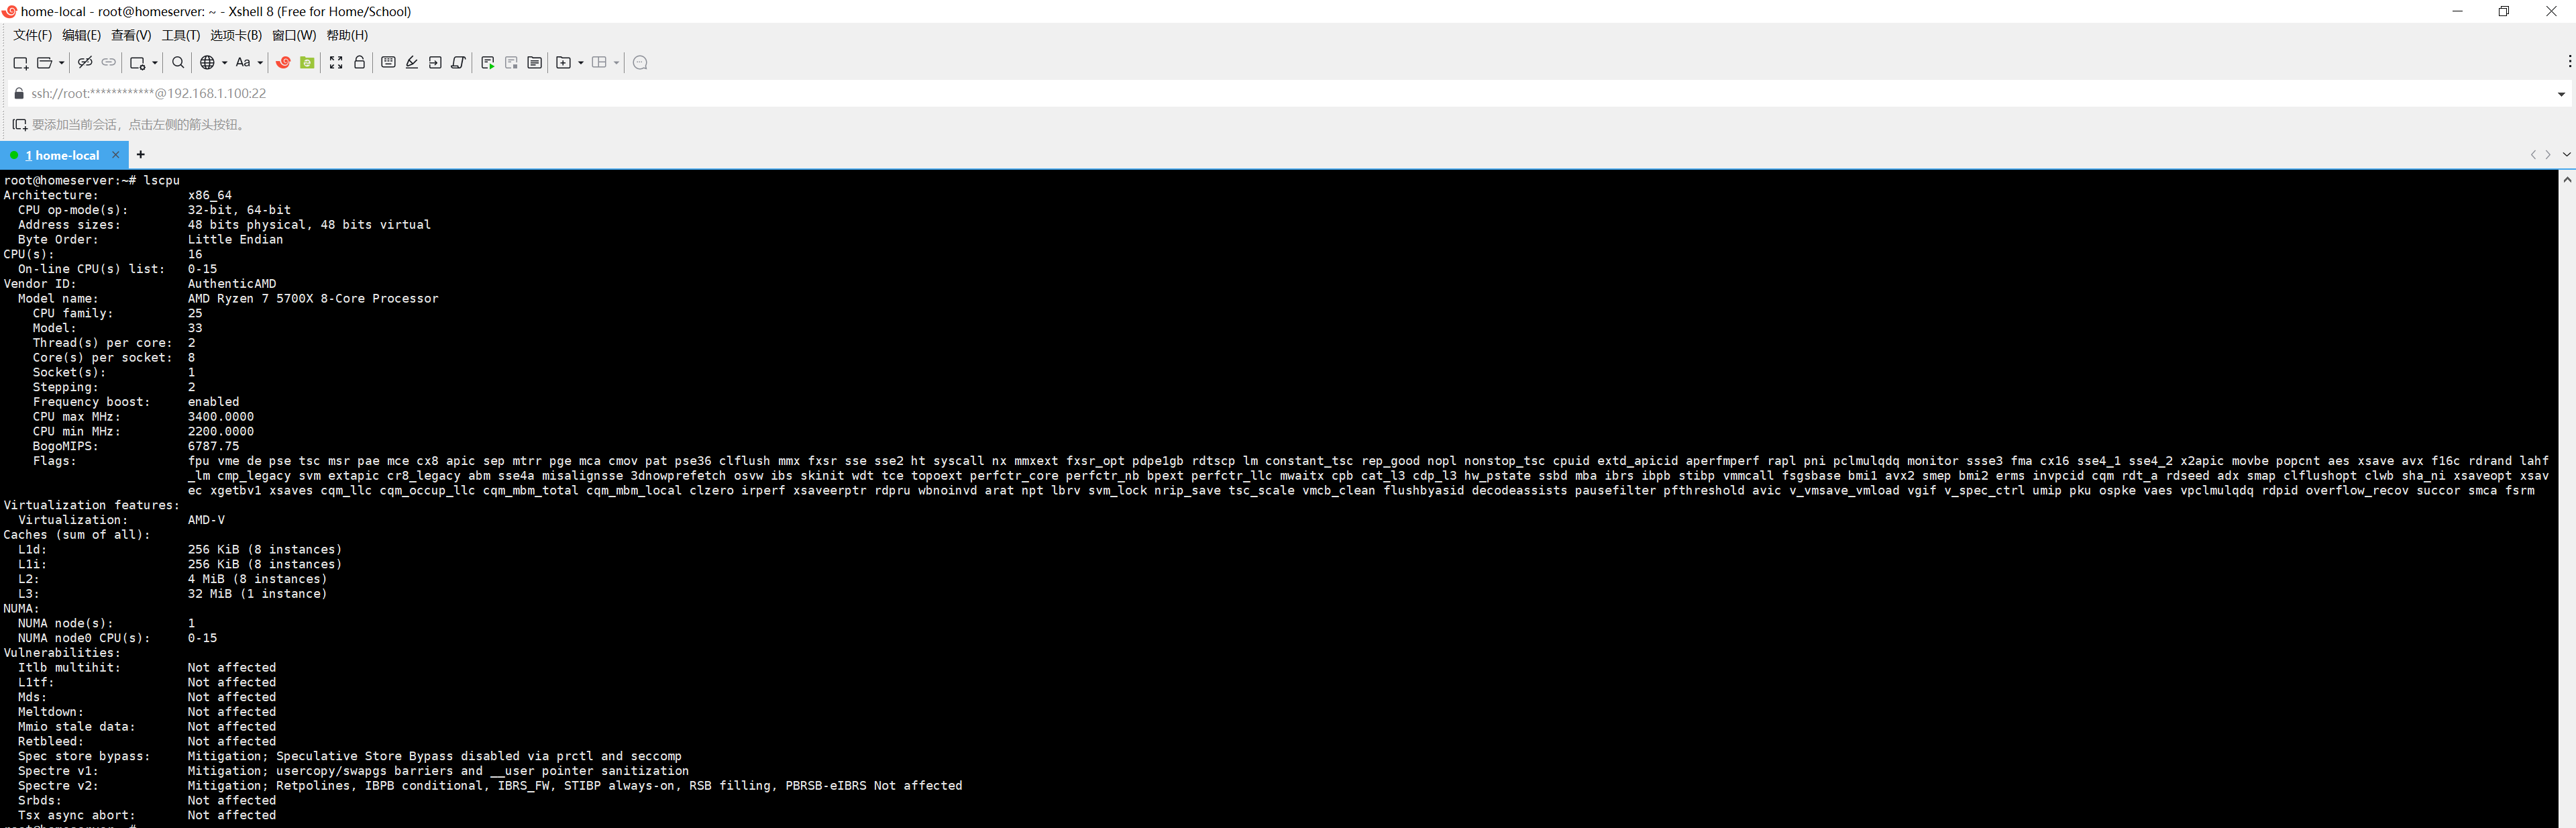 home-local - root@homeserver: ~ - Xshell 8 (Free for Home/School)
文件(F) 编辑(E) 查看(V) 工具(T) 选项卡(B) 窗口(W) 帮助(H)
Aa
ssh://root:************@192.168.1.100:22
要添加当前会话，点击左侧的箭头按钮。
1 home-local
root@homeserver:~# lscpu
Architecture: x86_64
CPU op-mode(s): 32-bit, 64-bit
Address sizes: 48 bits physical, 48 bits virtual
Byte Order: Little Endian
CPU(s): 16
On-line CPU(s) list: 0-15
Vendor ID: AuthenticAMD
Model name: AMD Ryzen 7 5700X 8-Core Processor
CPU family: 25
Model: 33
Thread(s) per core: 2
Core(s) per socket: 8
Socket(s): 1
Stepping: 2
Frequency boost: enabled
CPU max MHz: 3400.0000
CPU min MHz: 2200.0000
BogoMIPS: 6787.75
Flags: fpu vme de pse tsc msr pae mce cx8 apic sep mtrr pge mca cmov pat pse36 clflush mmx fxsr sse sse2 ht syscall nx mmxext fxsr_opt pdpe1gb rdtscp lm constant_tsc rep_good nopl nonstop_tsc cpuid extd_apicid aperfmperf rapl pni pclmulqdq monitor ssse3 fma cx16 sse4_1 sse4_2 x2apic movbe popcnt aes xsave avx f16c rdrand lahf
_lm cmp_legacy svm extapic cr8_legacy abm sse4a misalignsse 3dnowprefetch osvw ibs skinit wdt tce topoext perfctr_core perfctr_nb bpext perfctr_llc mwaitx cpb cat_l3 cdp_l3 hw_pstate ssbd mba ibrs ibpb stibp vmmcall fsgsbase bmi1 avx2 smep bmi2 erms invpcid cqm rdt_a rdseed adx smap clflushopt clwb sha_ni xsaveopt xsav
ec xgetbv1 xsaves cqm_llc cqm_occup_llc cqm_mbm_total cqm_mbm_local clzero irperf xsaveerptr rdpru wbnoinvd arat npt lbrv svm_lock nrip_save tsc_scale vmcb_clean flushbyasid decodeassists pausefilter pfthreshold avic v_vmsave_vmload vgif v_spec_ctrl umip pku ospke vaes vpclmulqdq rdpid overflow_recov succor smca fsrm
Virtualization features:
Virtualization: AMD-V
Caches (sum of all):
L1d: 256 KiB (8 instances)
L1i: 256 KiB (8 instances)
L2: 4 MiB (8 instances)
L3: 32 MiB (1 instance)
NUMA:
NUMA node(s): 1
NUMA node0 CPU(s): 0-15
Vulnerabilities:
Itlb multihit: Not affected
L1tf: Not affected
Mds: Not affected
Meltdown: Not affected
Mmio stale data: Not affected
Retbleed: Not affected
Spec store bypass: Mitigation; Speculative Store Bypass disabled via prctl and seccomp
Spectre v1: Mitigation; usercopy/swapgs barriers and __user pointer sanitization
Spectre v2: Mitigation; Retpolines, IBPB conditional, IBRS_FW, STIBP always-on, RSB filling, PBRSB-eIBRS Not affected
Srbds: Not affected
Tsx async abort: Not affected